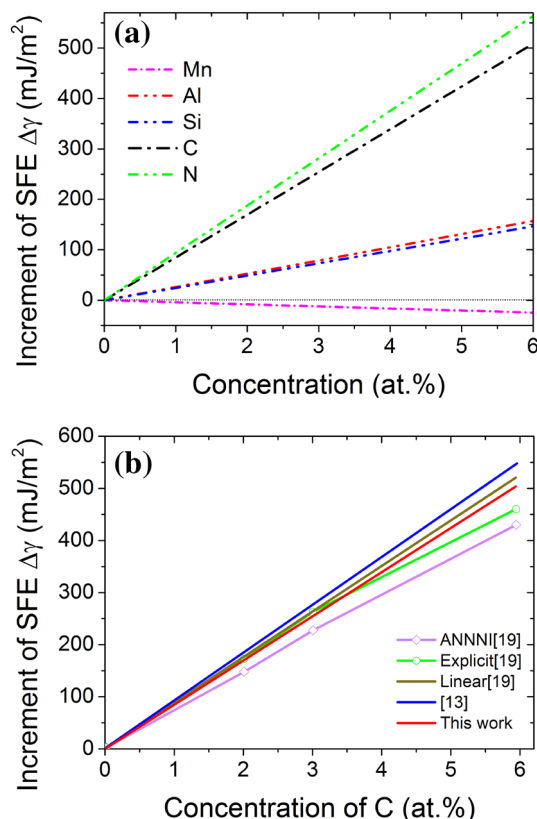 (a)
Increment of SFE Δγ (mJ/m²)
500
400
300
200
100
0
Mn
Al
Si
C
N
0 1 2 3 4 5 6
Concentration (at.%)
(b)
Increment of SFE Δγ (mJ/m²)
600
500
400
300
200
100
0
ANNNI[19]
Explicit[19]
Linear[19]
[13]
This work
0 1 2 3 4 5 6
Concentration of C (at.%)